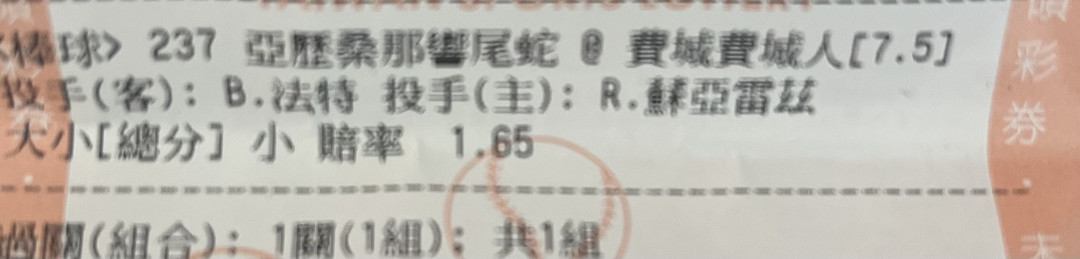 棒球> 237 亞歷桑那響尾蛇 @ 費城費城人[7.5]
投手(客): B.法特 投手(主): R.蘇亞雷茲
大小[總分] 小 賠率 1.65
過關(組合): 1關(1組); 共1組
彩券.